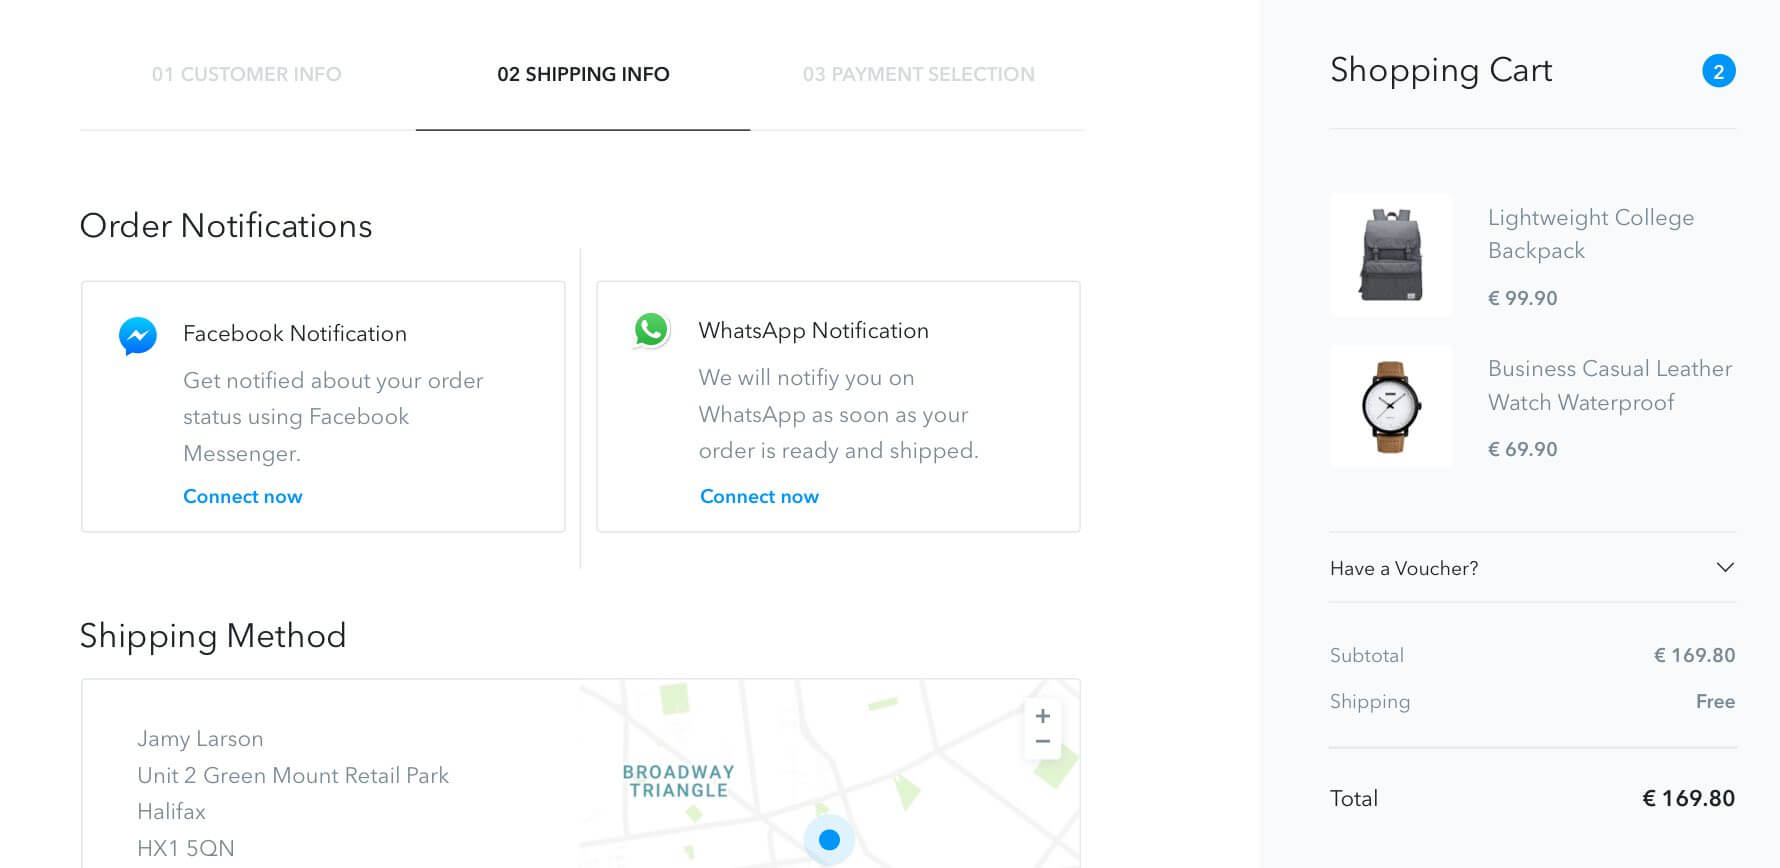 01 CUSTOMER INFO
02 SHIPPING INFO
03 PAYMENT SELECTION
Order Notifications
Facebook Notification
Get notified about your order
status using Facebook
Messenger.
Connect now
WhatsApp Notification
We will notifiy you on
WhatsApp as soon as your
order is ready and shipped.
Connect now
Shipping Method
Jamy Larson
Unit 2 Green Mount Retail Park
Halifax
HX1 5QN
BROADWAY
TRIANGLE
+
−
Shopping Cart
2
Lightweight College
Backpack
€ 99.90
Business Casual Leather
Watch Waterproof
€ 69.90
Have a Voucher?
Subtotal € 169.80
Shipping Free
Total € 169.80